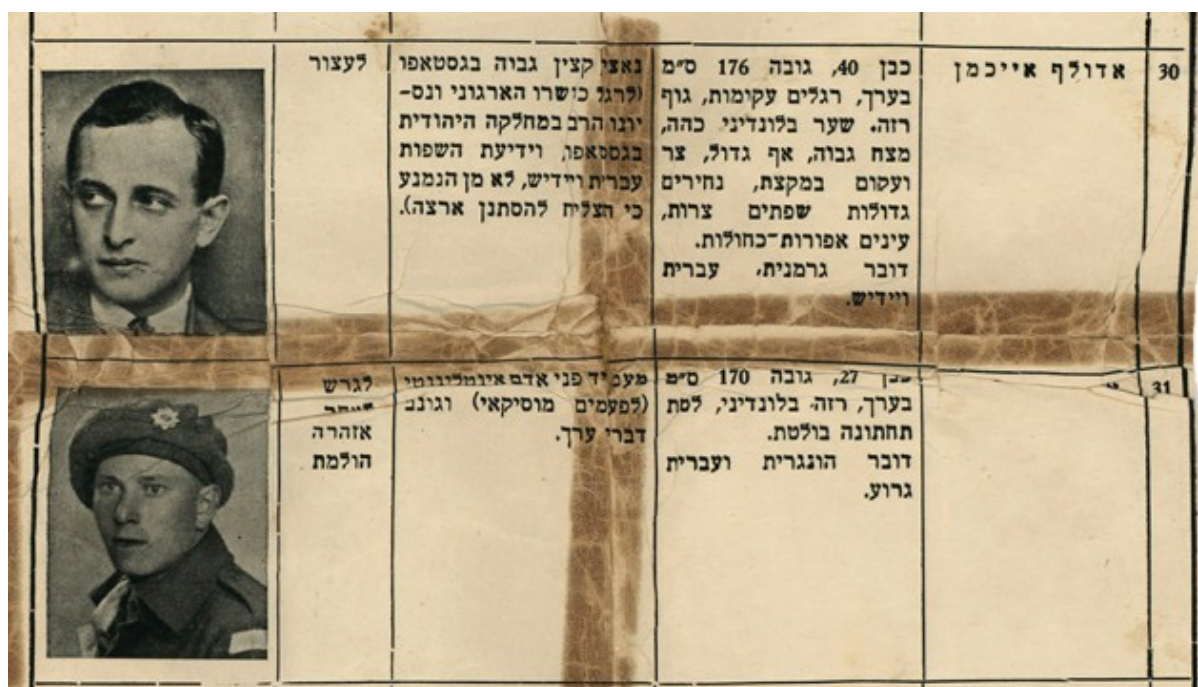 30
אדולף אייכמן
כבן 40, גובה 176 ס״מ
בערך, רגלים עקומות, גוף
רזה. שער בלונדיני כהה,
מצח גבוה, אף גדול, צר
ועקום במקצת, נחירים
גדולות שפתים צרות,
עינים אפורות־כחולות.
דובר גרמנית, עברית
ויידיש.
נאצי קצין גבוה בגסטאפו
(לרגל כושרו הארגוני ונס-
יונו הרב במחלקה היהודית
בגסטאפו, וידיעת השפות
עברית ויידיש, לא מן הנמנע
כי הצליח להסתנן ארצה).
לעצור
31
כבן 27, גובה 170 ס״מ
בערך, רזה, בלונדיני, לסת
תחתונה בולטת.
דובר הונגרית ועברית
גרוע.
מעמיד פני אדם אינטליגנטי
(לפעמים מוסיקאי) וגונב
דברי ערך.
לגרש
אזהרה
הולמת